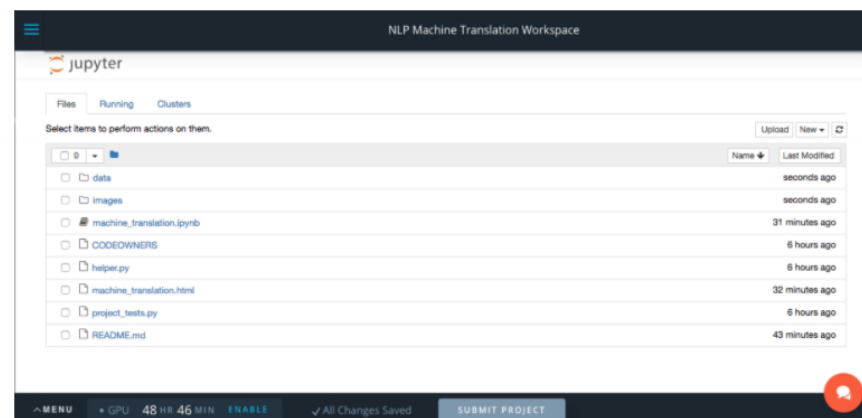 NLP Machine Translation Workspace
jupyter
Files Running Clusters
Select items to perform actions on them.
Upload New
0 Name Last Modified
data seconds ago
images seconds ago
machine_translation.ipynb 31 minutes ago
CODEOWNERS 6 hours ago
helper.py 6 hours ago
machine_translation.html 32 minutes ago
project_tests.py 6 hours ago
README.md 43 minutes ago
MENU GPU 48 HR 46 MIN ENABLE All Changes Saved SUBMIT PROJECT